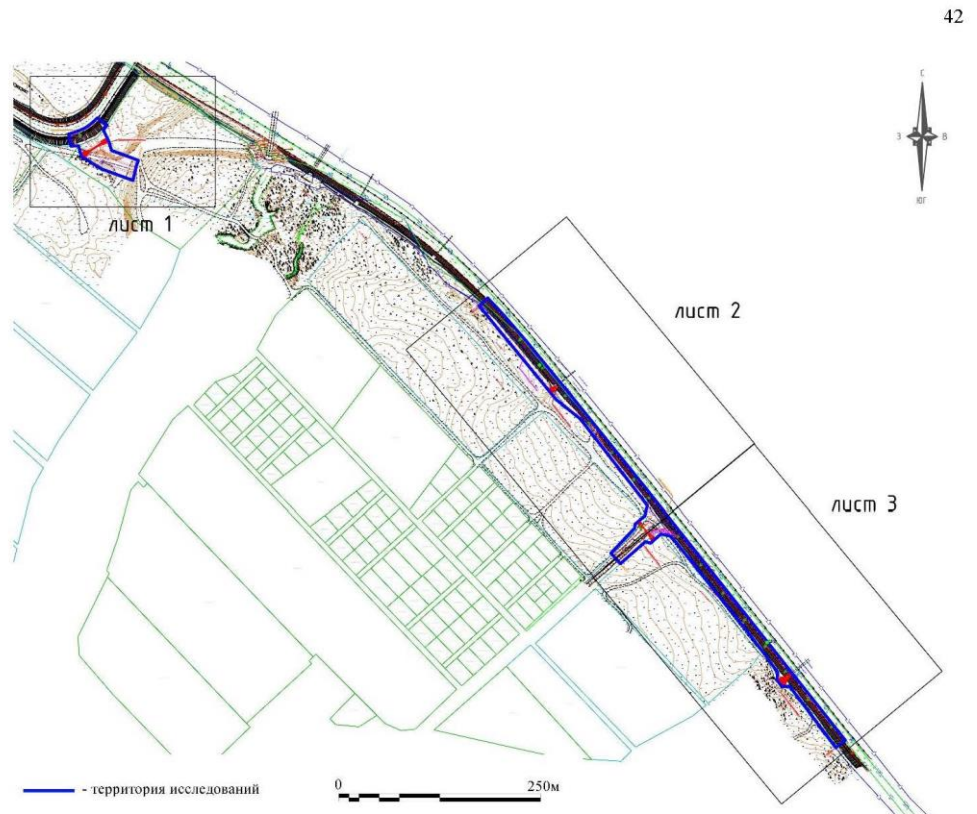 42
С
З В
ЮГ
лист 1
лист 2
лист 3
- территория исследований
0 250м